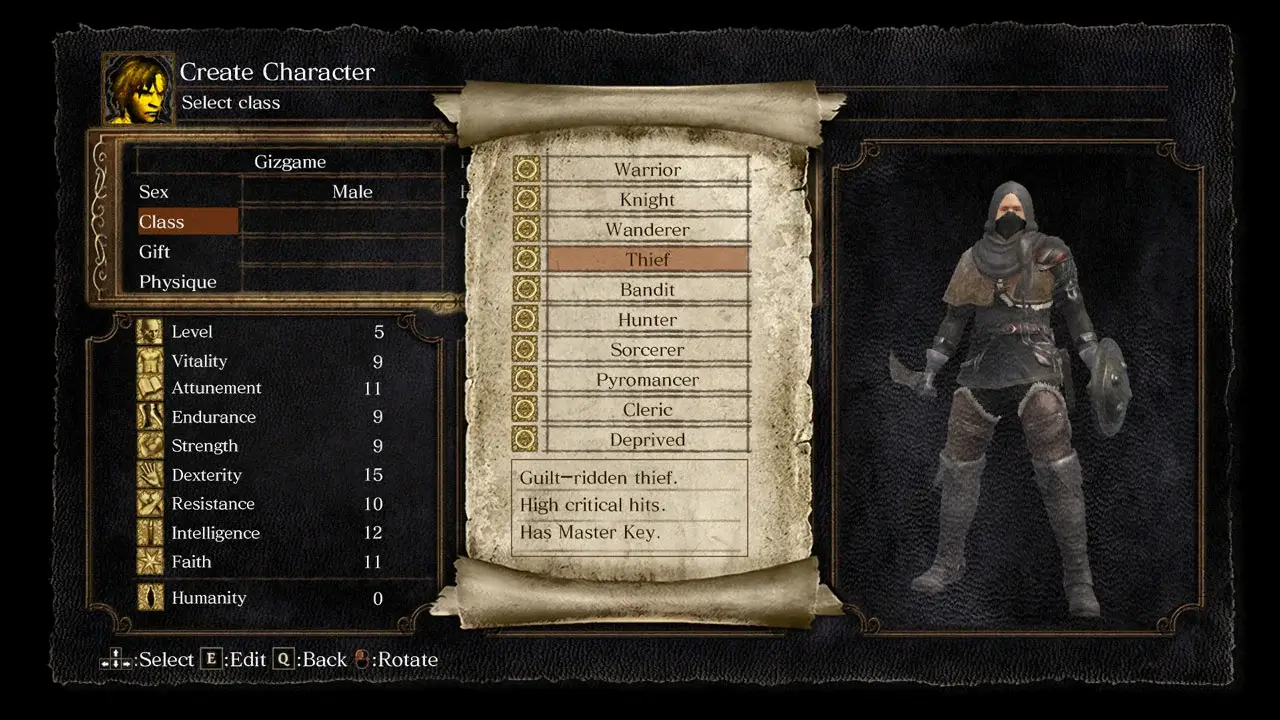 Create Character
Select class
Gizgame
Sex Male
Class
Gift
Physique
Level 5
Vitality 9
Attunement 11
Endurance 9
Strength 9
Dexterity 15
Resistance 10
Intelligence 12
Faith 11
Humanity 0
Warrior
Knight
Wanderer
Thief
Bandit
Hunter
Sorcerer
Pyromancer
Cleric
Deprived
Guilt-ridden thief.
High critical hits.
Has Master Key.
:Select E:Edit Q:Back :Rotate